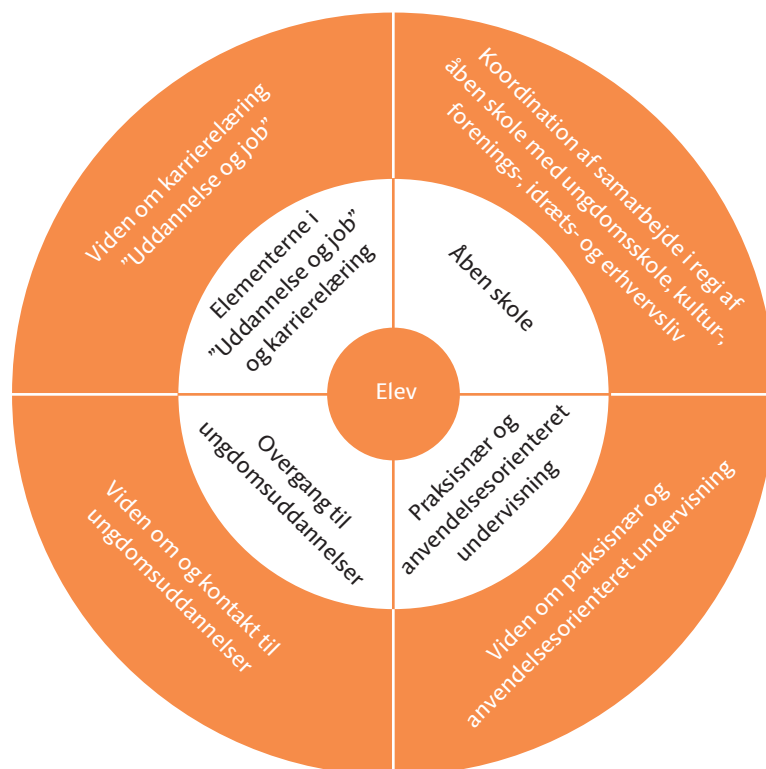 Viden om karrierelæring
”Uddannelse og job”
Koordination af samarbejde i regi af
åben skole med ungdomsskole, kultur-,
forenings-, idræts- og erhvervsliv
Elementerne i
”Uddannelse og job”
og karrierelæring
Åben skole
Elev
Overgang til
ungdomsuddannelser
Praksisnær og
anvendelsesorienteret
undervisning
Viden om og kontakt til
ungdomsuddannelser
Viden om praksisnær og
anvendelsesorienteret undervisning